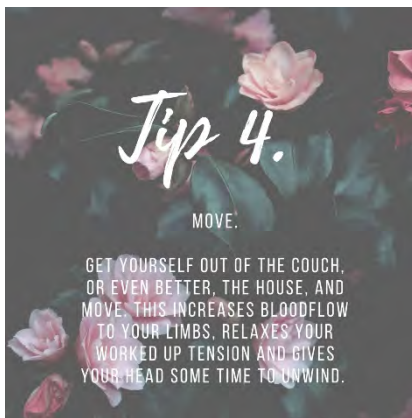 Tip 4.
MOVE.
GET YOURSELF OUT OF THE COUCH,
OR EVEN BETTER, THE HOUSE, AND
MOVE. THIS INCREASES BLOODFLOW
TO YOUR LIMBS, RELAXES YOUR
WORKED UP TENSION AND GIVES
YOUR HEAD SOME TIME TO UNWIND.